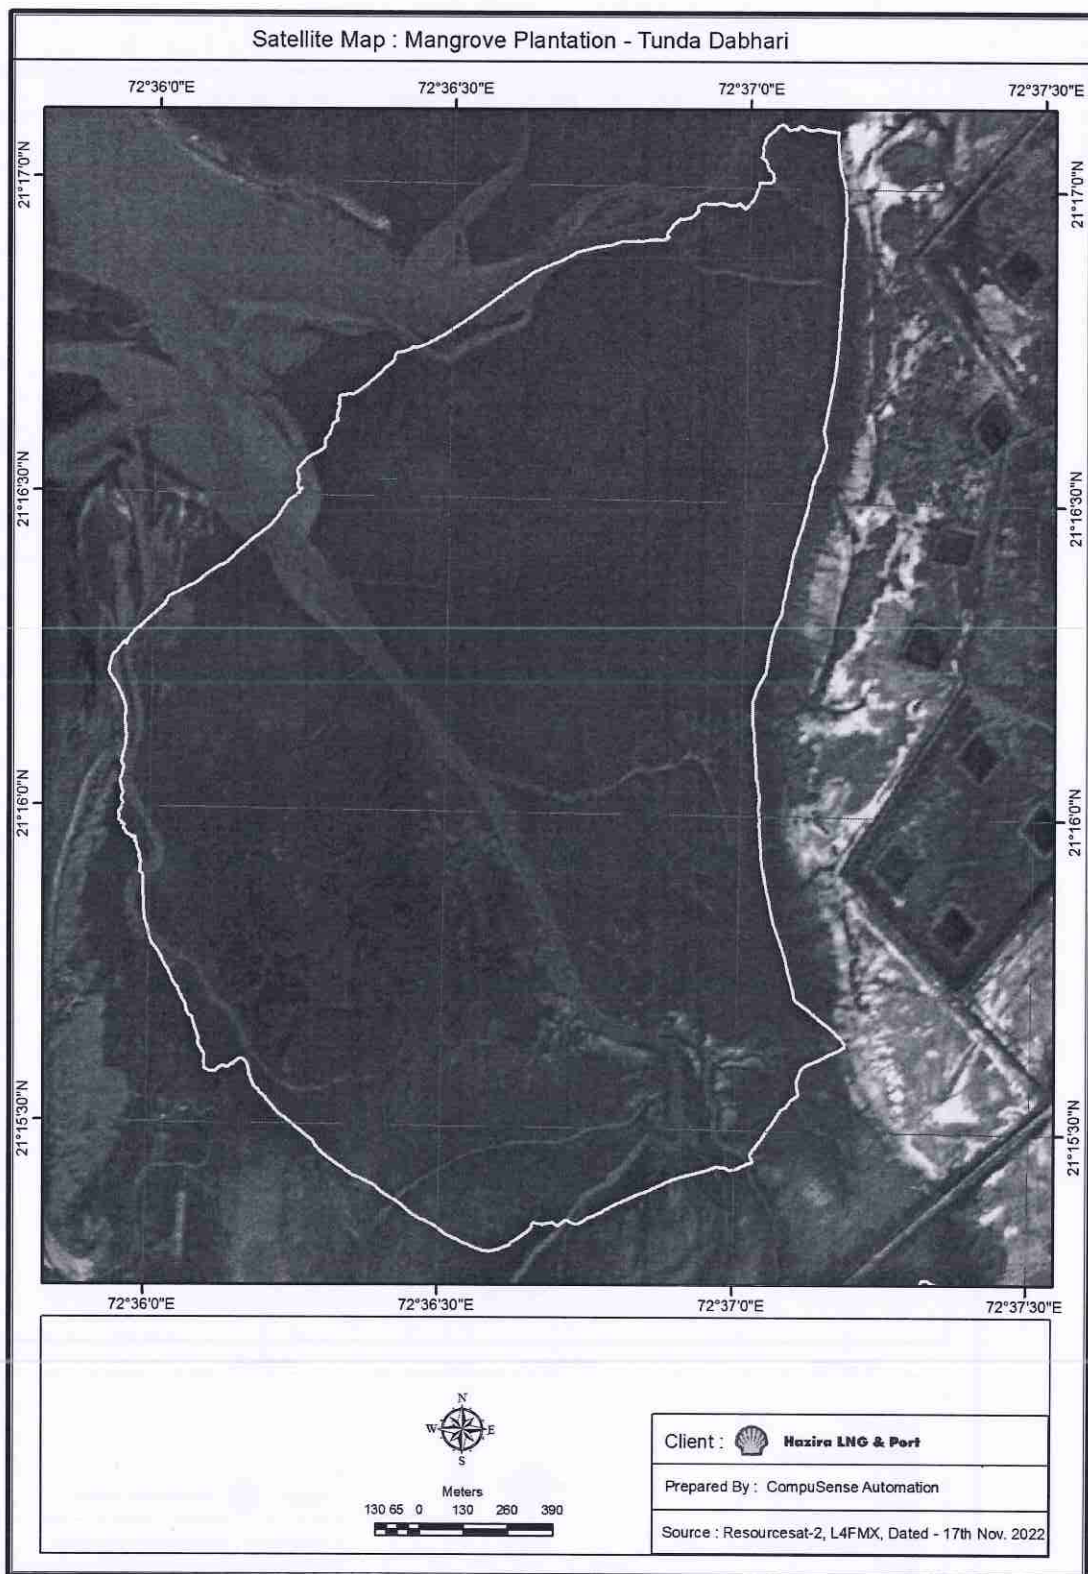 Satellite Map : Mangrove Plantation - Tunda Dabhari
72°36'0"E 72°36'30"E 72°37'0"E 72°37'30"E
21°17'0"N 21°17'0"N
21°16'30"N 21°16'30"N
21°16'0"N 21°16'0"N
21°15'30"N 21°15'30"N
72°36'0"E 72°36'30"E 72°37'0"E 72°37'30"E
N
W E
S
Meters
130 65 0 130 260 390
Client : Hazira LNG & Port
Prepared By : CompuSense Automation
Source : Resourcesat-2, L4FMX, Dated - 17th Nov. 2022